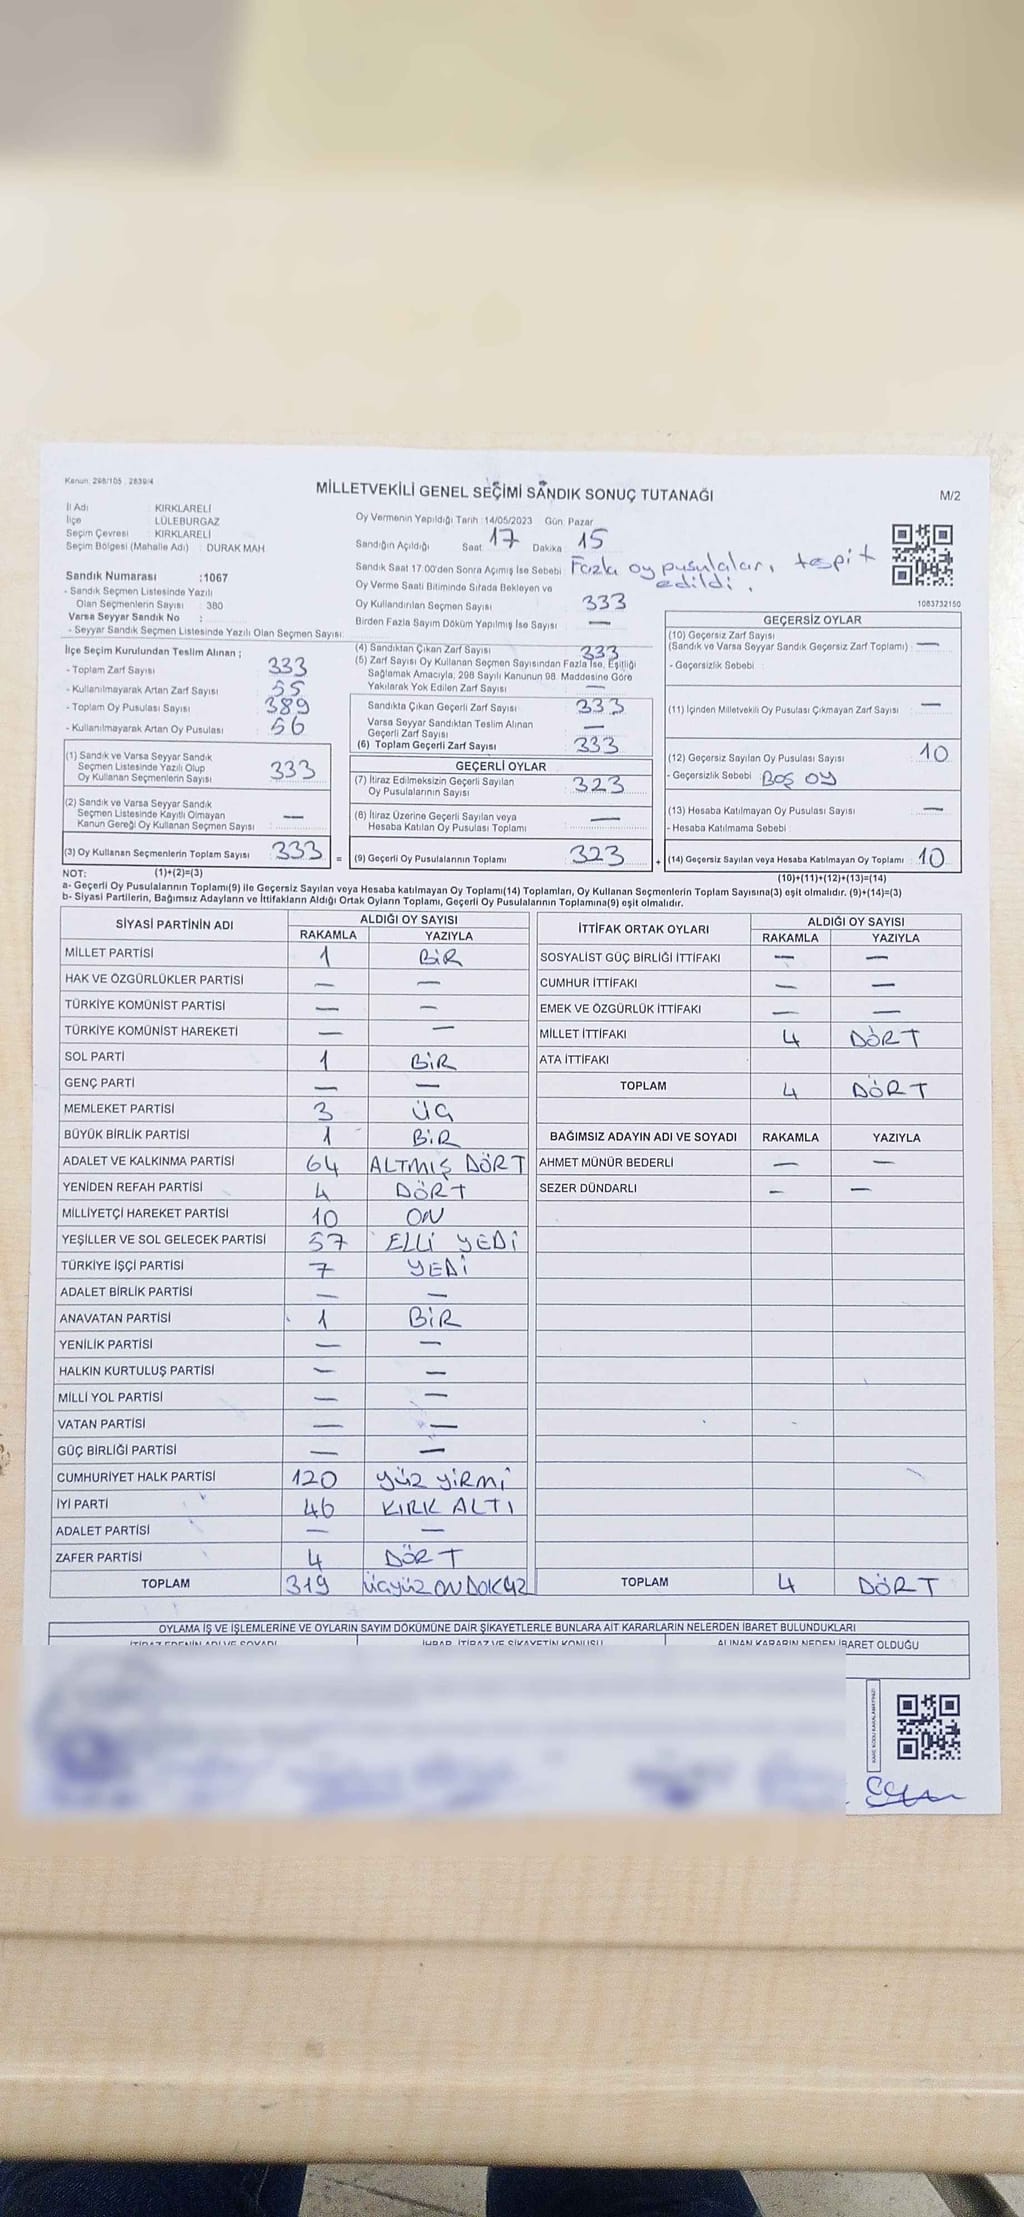 Kanun: 298/105 : 2839/4
MİLLETVEKİLİ GENEL SEÇİMİ SANDIK SONUÇ TUTANAĞI
M/2
İl Adı : KIRKLARELİ
İlçe : LÜLEBURGAZ
Seçim Çevresi : KIRKLARELİ
Seçim Bölgesi (Mahalle Adı) : DURAK MAH
Sandık Numarası :1067
- Sandık Seçmen Listesinde Yazılı
Olan Seçmenlerin Sayısı : 380
Varsa Seyyar Sandık No :
- Seyyar Sandık Seçmen Listesinde Yazılı Olan Seçmen Sayısı:
Oy Vermenin Yapıldığı Tarih :14/05/2023 Gün: Pazar
Sandığın Açıldığı Saat 17 Dakika 15
Sandık Saat 17:00'den Sonra Açımış İse Sebebi: Fazla oy pusulaları tespit
edildi.
Oy Verme Saati Bitiminde Sırada Bekleyen ve
Oy Kullandırılan Seçmen Sayısı : 333
Birden Fazla Sayım Döküm Yapılmış İse Sayısı : —
1083732150
İlçe Seçim Kurulundan Teslim Alınan ;
- Toplam Zarf Sayısı : 333
- Kullanılmayarak Artan Zarf Sayısı : 55
- Toplam Oy Pusulası Sayısı : 389
- Kullanılmayarak Artan Oy Pusulası : 56
(1) Sandık ve Varsa Seyyar Sandık
Seçmen Listesinde Yazılı Olup
Oy Kullanan Seçmenlerin Sayısı : 333
(2) Sandık ve Varsa Seyyar Sandık
Seçmen Listesinde Kayıtlı Olmayan
Kanun Gereği Oy Kullanan Seçmen Sayısı : —
(3) Oy Kullanan Seçmenlerin Toplam Sayısı : 333 =
(4) Sandıktan Çıkan Zarf Sayısı : 333
(5) Zarf Sayısı Oy Kullanan Seçmen Sayısından Fazla İse, Eşitliği
Sağlamak Amacıyla, 298 Sayılı Kanunun 98. Maddesine Göre
Yakılarak Yok Edilen Zarf Sayısı : —
Sandıkta Çıkan Geçerli Zarf Sayısı : 333
Varsa Seyyar Sandıktan Teslim Alınan
Geçerli Zarf Sayısı : —
(6) Toplam Geçerli Zarf Sayısı : 333
GEÇERLİ OYLAR
(7) İtiraz Edilmeksizin Geçerli Sayılan
Oy Pusulalarının Sayısı : 323
(8) İtiraz Üzerine Geçerli Sayılan veya
Hesaba Katılan Oy Pusulası Toplamı : —
(9) Geçerli Oy Pusulalarının Toplamı : 323 +
GEÇERSİZ OYLAR
(10) Geçersiz Zarf Sayısı
(Sandık ve Varsa Seyyar Sandık Geçersiz Zarf Toplamı) : —
- Geçersizlik Sebebi :
(11) İçinden Milletvekili Oy Pusulası Çıkmayan Zarf Sayısı : —
(12) Geçersiz Sayılan Oy Pusulası Sayısı : 10
- Geçersizlik Sebebi : BOŞ OY
(13) Hesaba Katılmayan Oy Pusulası Sayısı : —
- Hesaba Katılmama Sebebi :
(14) Geçersiz Sayılan veya Hesaba Katılmayan Oy Toplamı : 10
NOT: (1)+(2)=(3) (10)+(11)+(12)+(13)=(14)
a- Geçerli Oy Pusulalarının Toplamı(9) ile Geçersiz Sayılan veya Hesaba katılmayan Oy Toplamı(14) Toplamları, Oy Kullanan Seçmenlerin Toplam Sayısına(3) eşit olmalıdır. (9)+(14)=(3)
b- Siyasi Partilerin, Bağımsız Adayların ve İttifakların Aldığı Ortak Oyların Toplamı, Geçerli Oy Pusulalarının Toplamına(9) eşit olmalıdır.
SİYASİ PARTİNİN ADI ALDIĞI OY SAYISI
RAKAMLA YAZIYLA
MİLLET PARTİSİ 1 BİR
HAK VE ÖZGÜRLÜKLER PARTİSİ — —
TÜRKİYE KOMÜNİST PARTİSİ — —
TÜRKİYE KOMÜNİST HAREKETİ — —
SOL PARTİ 1 BİR
GENÇ PARTİ — —
MEMLEKET PARTİSİ 3 ÜÇ
BÜYÜK BİRLİK PARTİSİ 1 BİR
ADALET VE KALKINMA PARTİSİ 64 ALTMIŞ DÖRT
YENİDEN REFAH PARTİSİ 4 DÖRT
MİLLİYETÇİ HAREKET PARTİSİ 10 ON
YEŞİLLER VE SOL GELECEK PARTİSİ 57 ELLİ YEDİ
TÜRKİYE İŞÇİ PARTİSİ 7 YEDİ
ADALET BİRLİK PARTİSİ — —
ANAVATAN PARTİSİ 1 BİR
YENİLİK PARTİSİ — —
HALKIN KURTULUŞ PARTİSİ — —
MİLLİ YOL PARTİSİ — —
VATAN PARTİSİ — —
GÜÇ BİRLİĞİ PARTİSİ — —
CUMHURİYET HALK PARTİSİ 120 YÜZ YİRMİ
İYİ PARTİ 46 KIRK ALTI
ADALET PARTİSİ — —
ZAFER PARTİSİ 4 DÖRT
TOPLAM 319 ÜÇYÜZ ONDOKUZ
İTTİFAK ORTAK OYLARI ALDIĞI OY SAYISI
RAKAMLA YAZIYLA
SOSYALİST GÜÇ BİRLİĞİ İTTİFAKI — —
CUMHUR İTTİFAKI — —
EMEK VE ÖZGÜRLÜK İTTİFAKI — —
MİLLET İTTİFAKI 4 DÖRT
ATA İTTİFAKI
TOPLAM 4 DÖRT
BAĞIMSIZ ADAYIN ADI VE SOYADI RAKAMLA YAZIYLA
AHMET MÜNÜR BEDERLİ — —
SEZER DÜNDARLI — —
TOPLAM 4 DÖRT
OYLAMA İŞ VE İŞLEMLERİNE VE OYLARIN SAYIM DÖKÜMÜNE DAİR ŞİKAYETLERLE BUNLARA AİT KARARLARIN NELERDEN İBARET BULUNDUKLARI
İTİRAZ EDENİN ADI VE SOYADI İHBAR, İTİRAZ VE ŞİKAYETİN KONUSU ALINAN KARARIN NEDEN İBARET OLDUĞU